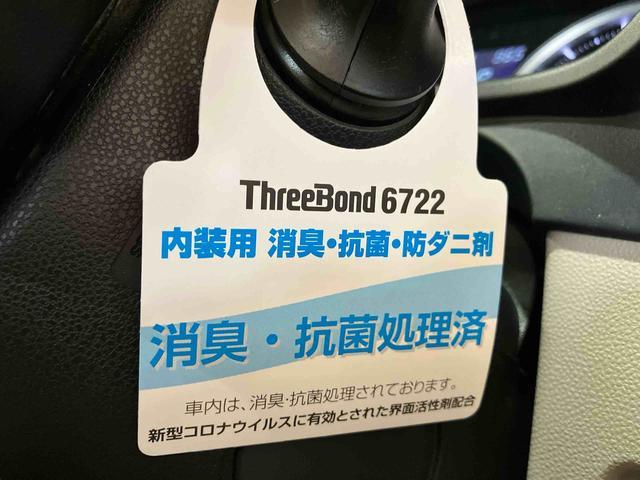 ThreeBond 6722
内装用 消臭・抗菌・防ダニ剤
消臭・抗菌処理済
車内は、消臭・抗菌処理されております。
新型コロナウイルスに有効とされた界面活性剤配合